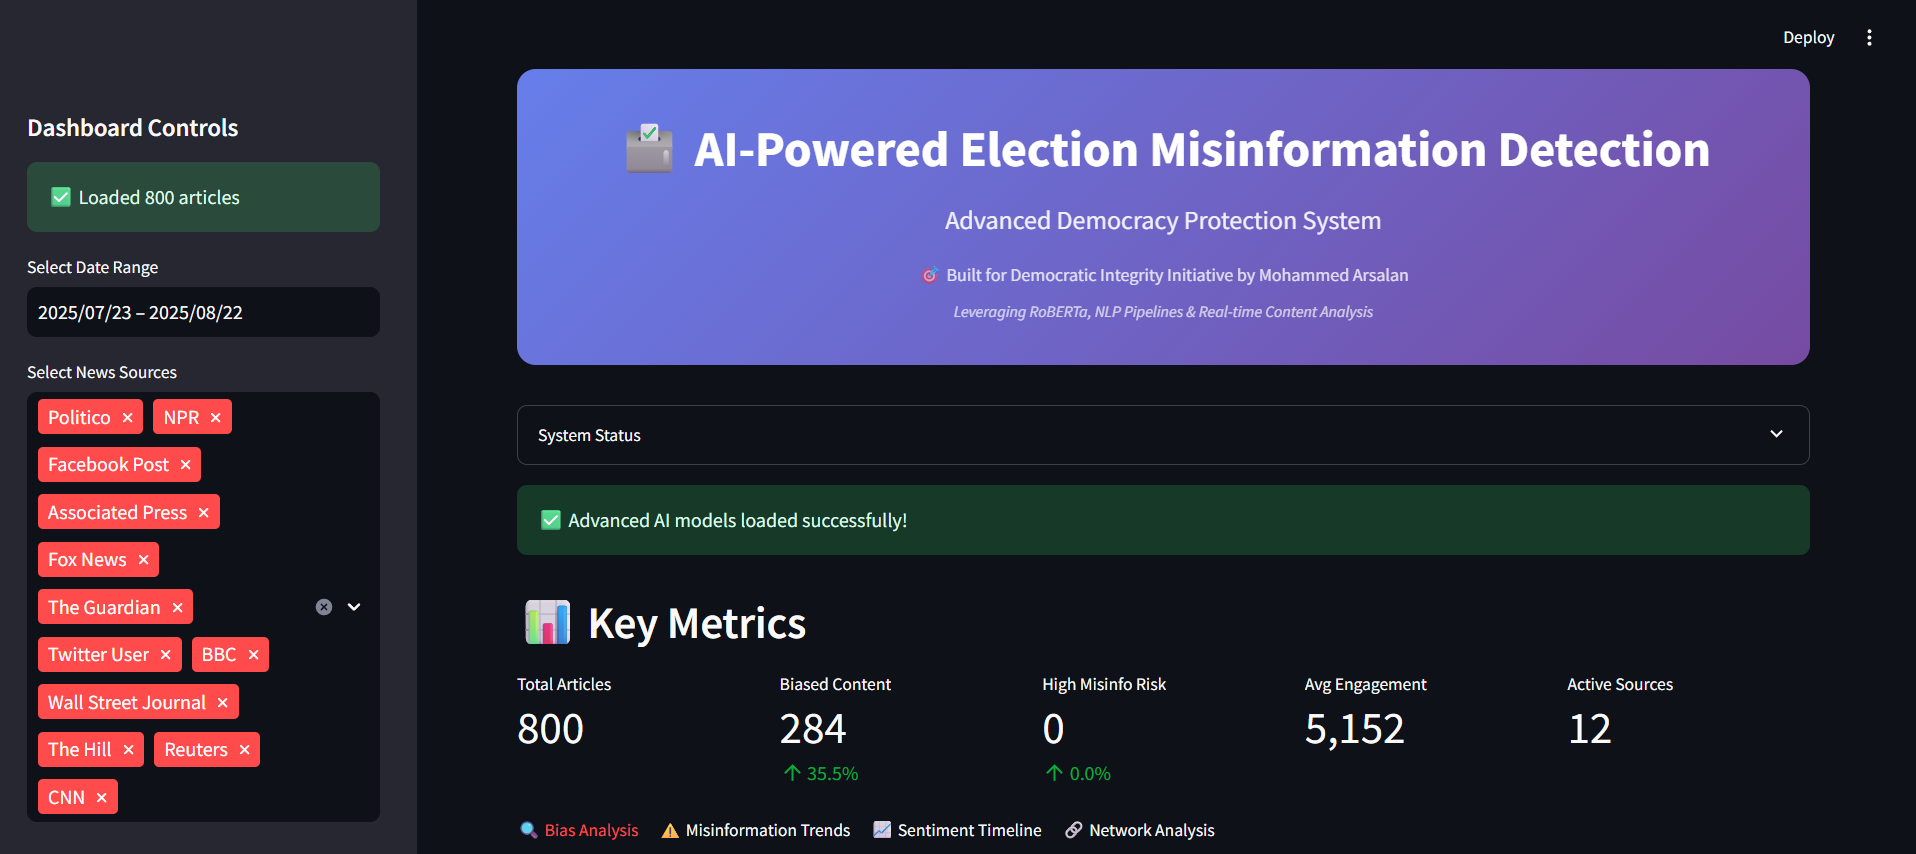 Deploy
Dashboard Controls
Loaded 800 articles
Select Date Range
2025/07/23 – 2025/08/22
Select News Sources
Politico × NPR ×
Facebook Post ×
Associated Press ×
Fox News ×
The Guardian ×
Twitter User × BBC ×
Wall Street Journal ×
The Hill × Reuters ×
CNN ×
AI-Powered Election Misinformation Detection
Advanced Democracy Protection System
Built for Democratic Integrity Initiative by Mohammed Arsalan
Leveraging RoBERTa, NLP Pipelines & Real-time Content Analysis
System Status
Advanced AI models loaded successfully!
Key Metrics
Total Articles
800
Biased Content
284
↑ 35.5%
High Misinfo Risk
0
↑ 0.0%
Avg Engagement
5,152
Active Sources
12
Bias Analysis Misinformation Trends Sentiment Timeline Network Analysis